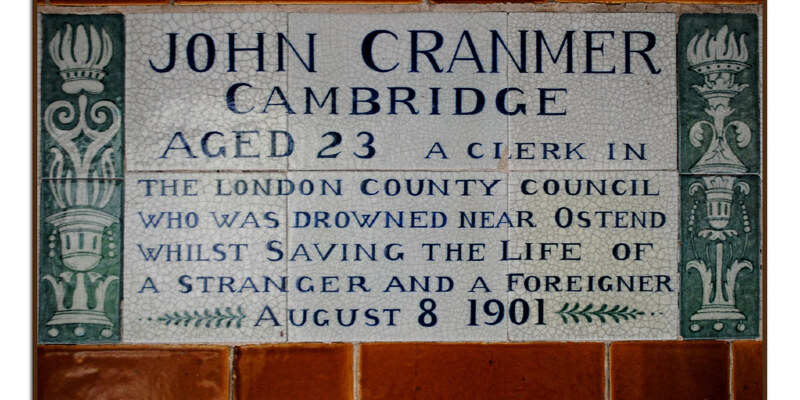 JOHN CRANMER
CAMBRIDGE
AGED 23 A CLERK IN
THE LONDON COUNTY COUNCIL
WHO WAS DROWNED NEAR OSTEND
WHILST SAVING THE LIFE OF
A STRANGER AND A FOREIGNER
AUGUST 8 1901